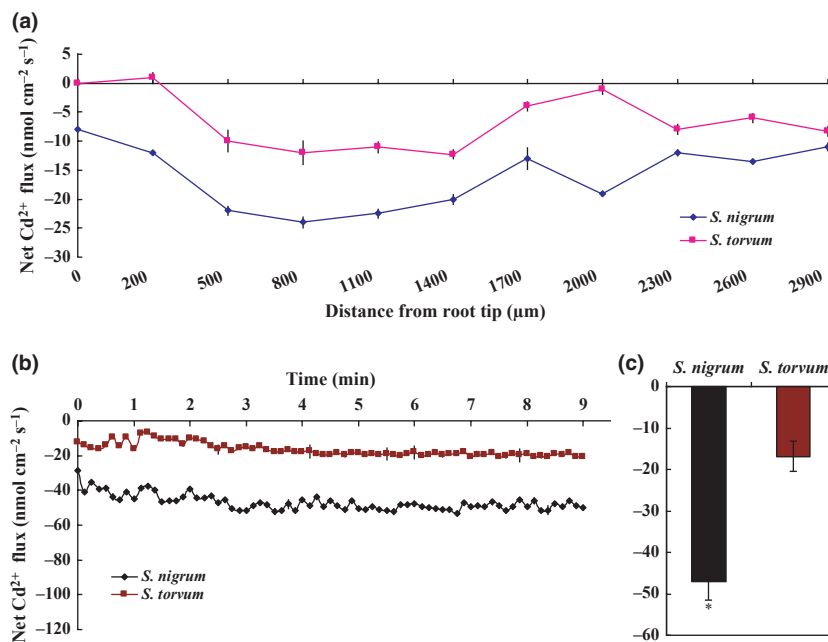 (a)
Net Cd²⁺ flux (nmol cm⁻² s⁻¹)
5
0
−5
−10
−15
−20
−25
−30
S. nigrum
S. torvum
0 200 500 800 1100 1400 1700 2000 2300 2600 2900
Distance from root tip (µm)
(b)
Time (min)
0 1 2 3 4 5 6 7 8 9
Net Cd²⁺ flux (nmol cm⁻² s⁻¹)
0
−20
−40
−60
−80
−100
−120
S. nigrum
S. torvum
(c)
S. nigrum S. torvum
0
−10
−20
−30
−40
−50
−60
*